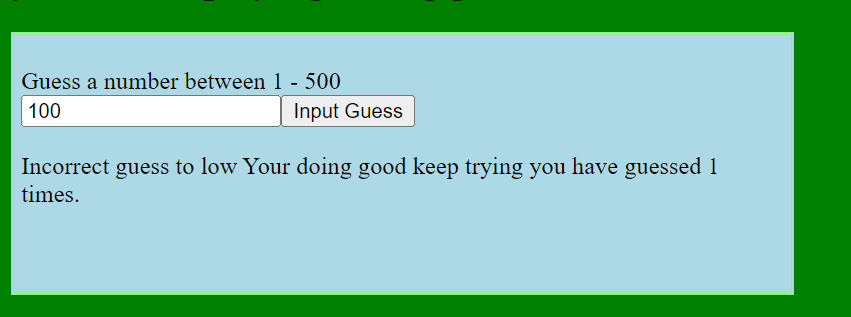 Guess a number between 1 - 500
100 Input Guess
Incorrect guess to low Your doing good keep trying you have guessed 1
times.